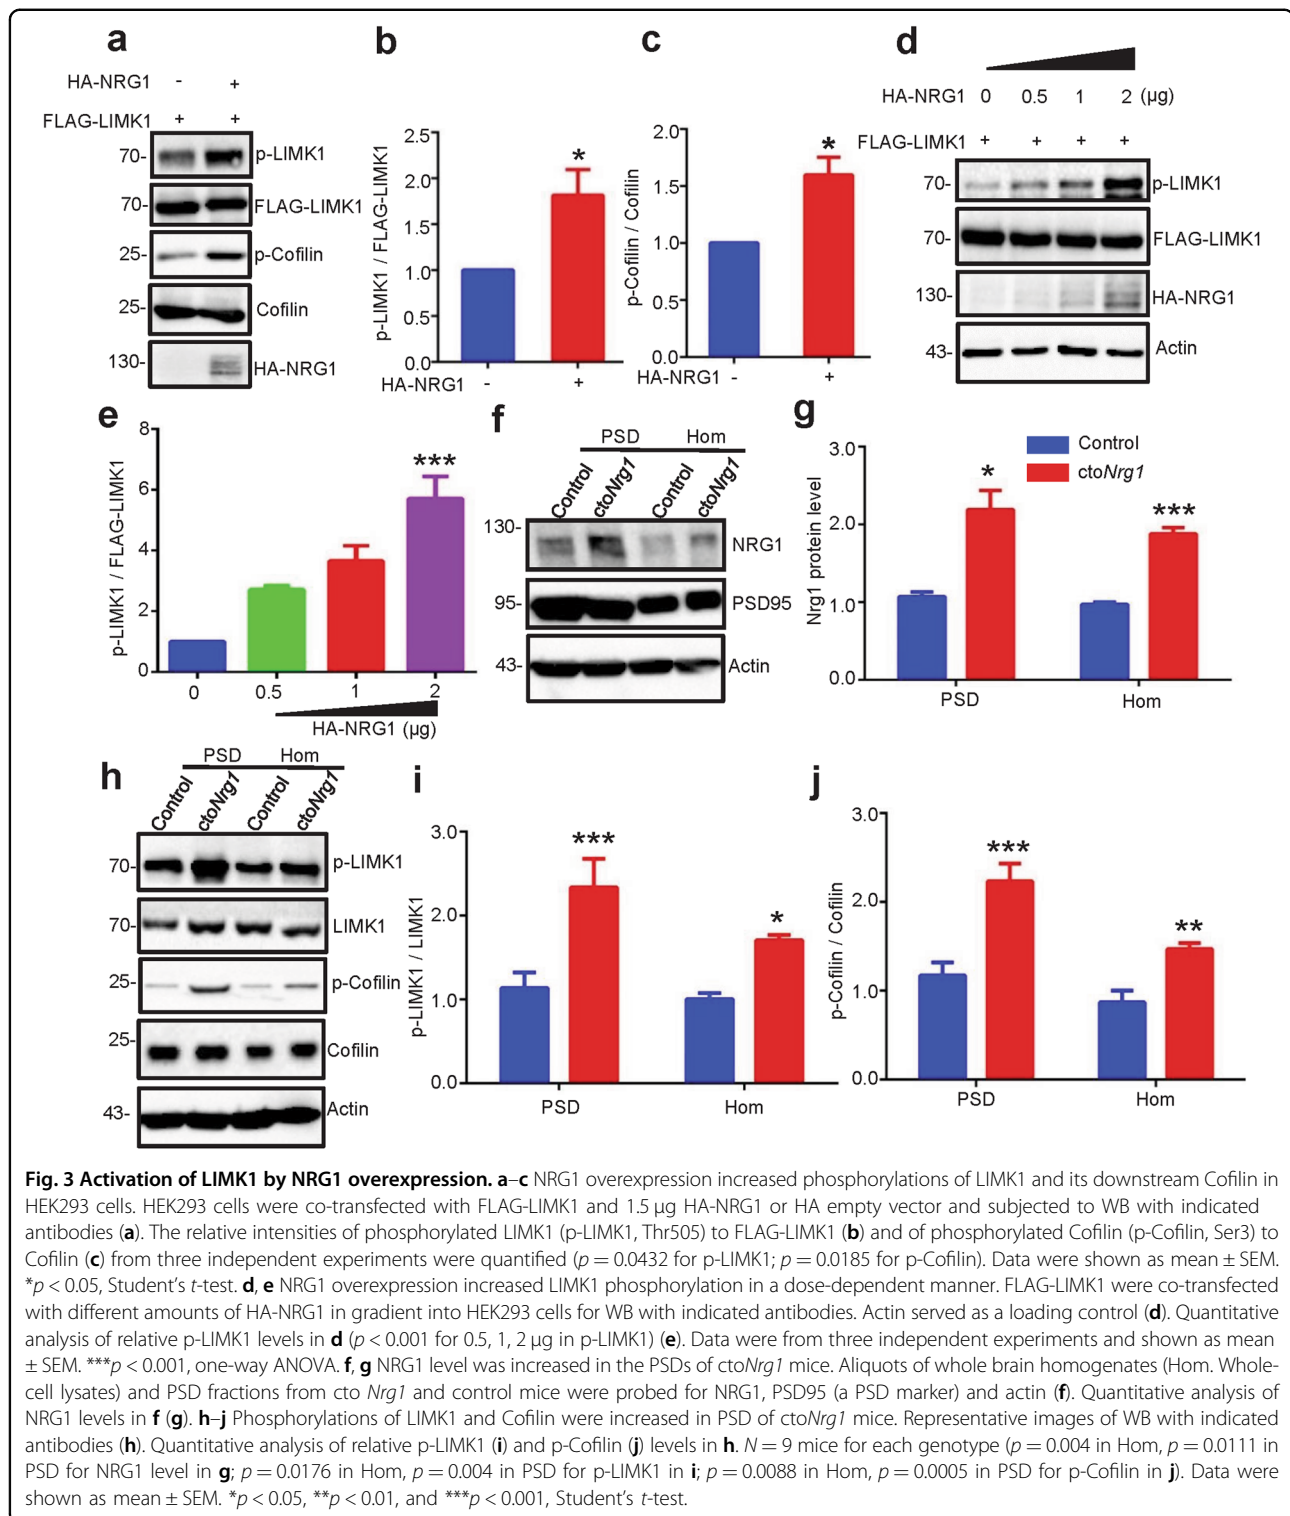 a
HA-NRG1 - +
FLAG-LIMK1 + +
70- p-LIMK1
70- FLAG-LIMK1
25- p-Cofilin
25- Cofilin
130- HA-NRG1
b
p-LIMK1 / FLAG-LIMK1
2.5
2.0
1.5
1.0
0.5
0.0
*
HA-NRG1 - +
c
p-Cofilin / Cofilin
2.0
1.5
1.0
0.5
0.0
*
HA-NRG1 - +
d
HA-NRG1 0 0.5 1 2 (µg)
FLAG-LIMK1 + + + +
70- p-LIMK1
70- FLAG-LIMK1
130- HA-NRG1
43- Actin
e
p-LIMK1 / FLAG-LIMK1
8
6
4
2
0
***
0 0.5 1 2
HA-NRG1 (µg)
f
PSD Hom
Control ctoNrg1 Control ctoNrg1
130- NRG1
95- PSD95
43- Actin
g
Nrg1 protein level
3.0
2.0
1.0
0.0
Control
ctoNrg1
* ***
PSD Hom
h
PSD Hom
Control ctoNrg1 Control ctoNrg1
70- p-LIMK1
70- LIMK1
25- p-Cofilin
25- Cofilin
43- Actin
i
p-LIMK1 / LIMK1
3.0
2.0
1.0
0.0
*** *
PSD Hom
j
p-Cofilin / Cofilin
3.0
2.0
1.0
0.0
*** **
PSD Hom
Fig. 3 Activation of LIMK1 by NRG1 overexpression. a–c NRG1 overexpression increased phosphorylations of LIMK1 and its downstream Cofilin in
HEK293 cells. HEK293 cells were co-transfected with FLAG-LIMK1 and 1.5 µg HA-NRG1 or HA empty vector and subjected to WB with indicated
antibodies (a). The relative intensities of phosphorylated LIMK1 (p-LIMK1, Thr505) to FLAG-LIMK1 (b) and of phosphorylated Cofilin (p-Cofilin, Ser3) to
Cofilin (c) from three independent experiments were quantified (p = 0.0432 for p-LIMK1; p = 0.0185 for p-Cofilin). Data were shown as mean ± SEM.
*p < 0.05, Student's t-test. d, e NRG1 overexpression increased LIMK1 phosphorylation in a dose-dependent manner. FLAG-LIMK1 were co-transfected
with different amounts of HA-NRG1 in gradient into HEK293 cells for WB with indicated antibodies. Actin served as a loading control (d). Quantitative
analysis of relative p-LIMK1 levels in d (p < 0.001 for 0.5, 1, 2 µg in p-LIMK1) (e). Data were from three independent experiments and shown as mean
± SEM. ***p < 0.001, one-way ANOVA. f, g NRG1 level was increased in the PSDs of ctoNrg1 mice. Aliquots of whole brain homogenates (Hom. Whole-
cell lysates) and PSD fractions from cto Nrg1 and control mice were probed for NRG1, PSD95 (a PSD marker) and actin (f). Quantitative analysis of
NRG1 levels in f (g). h–j Phosphorylations of LIMK1 and Cofilin were increased in PSD of ctoNrg1 mice. Representative images of WB with indicated
antibodies (h). Quantitative analysis of relative p-LIMK1 (i) and p-Cofilin (j) levels in h. N = 9 mice for each genotype (p = 0.004 in Hom, p = 0.0111 in
PSD for NRG1 level in g; p = 0.0176 in Hom, p = 0.004 in PSD for p-LIMK1 in i; p = 0.0088 in Hom, p = 0.0005 in PSD for p-Cofilin in j). Data were
shown as mean ± SEM. *p < 0.05, **p < 0.01, and ***p < 0.001, Student's t-test.